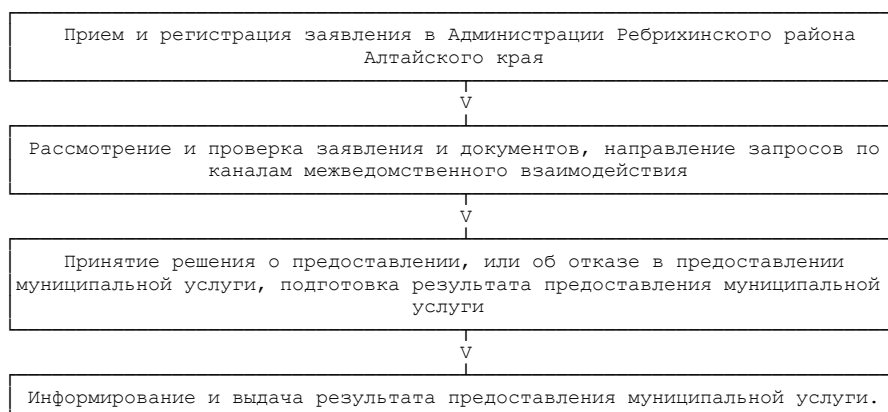 Прием и регистрация заявления в Администрации Ребрихинского района
Алтайского края
V
Рассмотрение и проверка заявления и документов, направление запросов по
каналам межведомственного взаимодействия
V
Принятие решения о предоставлении, или об отказе в предоставлении
муниципальной услуги, подготовка результата предоставления муниципальной
услуги
V
Информирование и выдача результата предоставления муниципальной услуги.